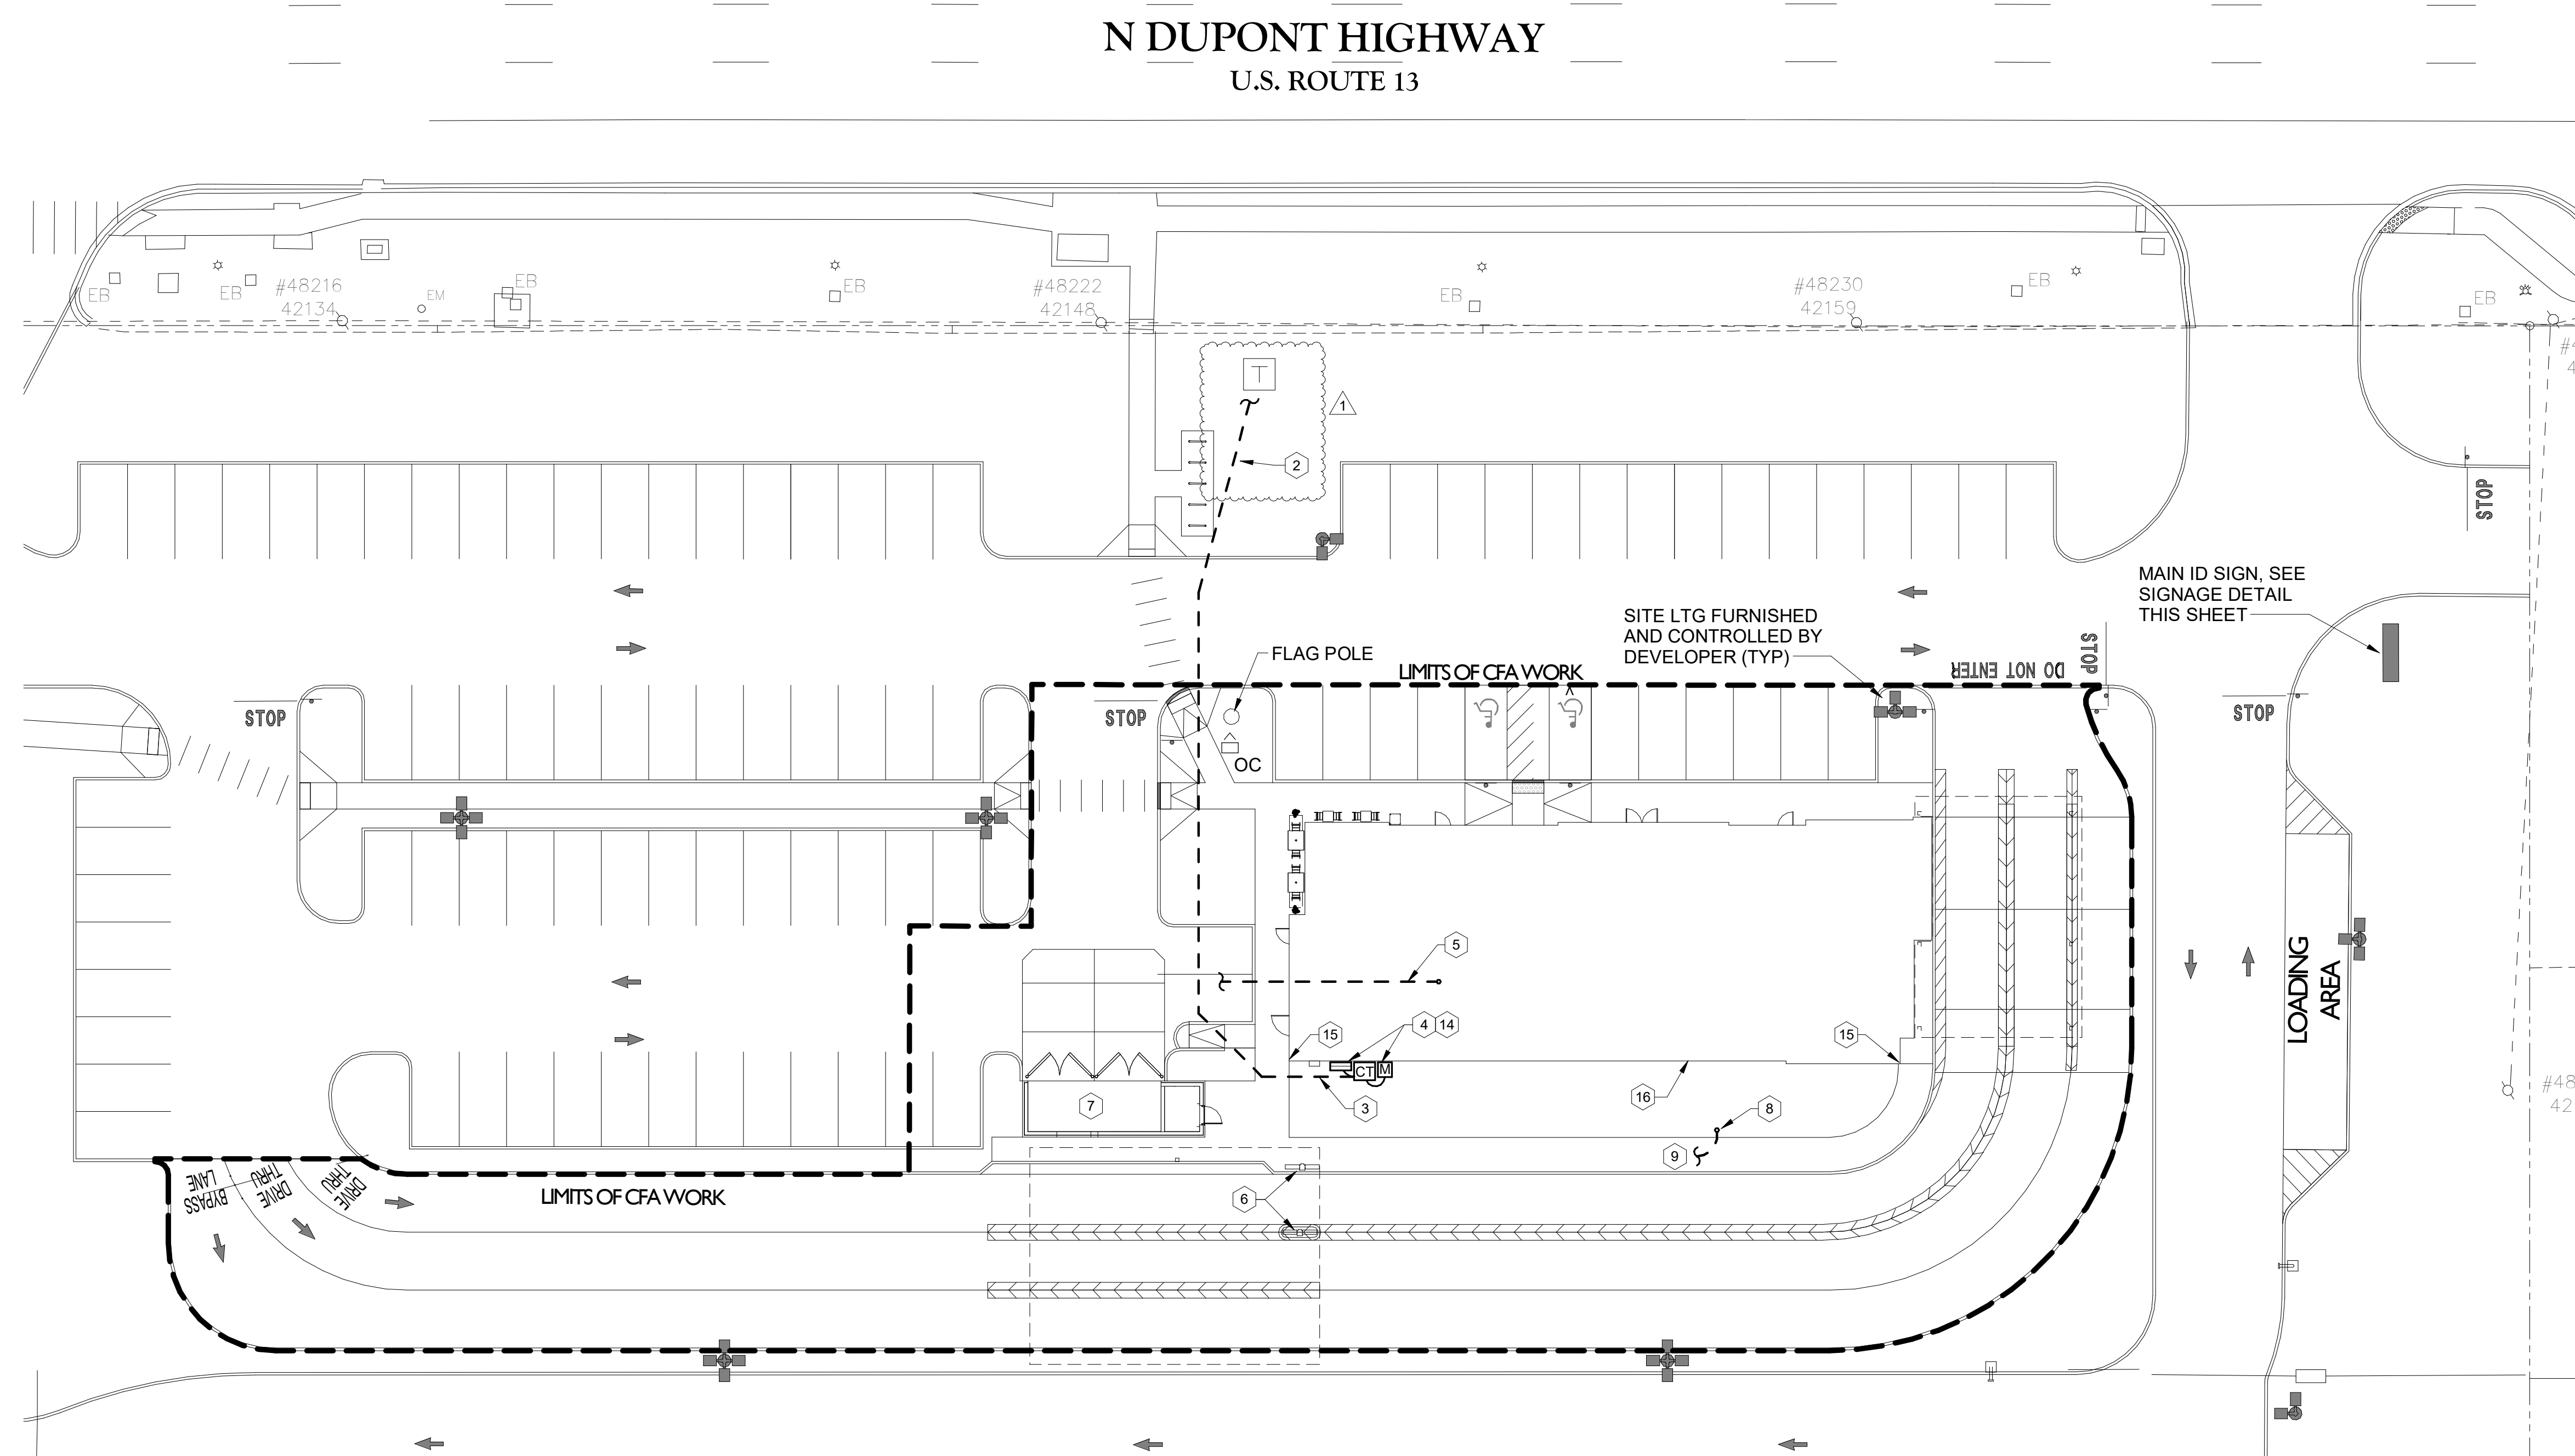 N DUPONT HIGHWAY
U.S. ROUTE 13
EB
EB
#48216
42134
EM
EB
EB
#48222
42148
EB
#48230
42159
EB
EB
T
1
2
STOP
MAIN ID SIGN, SEE
SIGNAGE DETAIL
THIS SHEET
SITE LTG FURNISHED
AND CONTROLLED BY
DEVELOPER (TYP)
FLAG POLE
LIMITS OF CFA WORK
DO NOT ENTER
STOP
STOP
STOP
STOP
OC
5
LOADING
AREA
15
4
14
15
CT
M
7
3
16
8
9
BYPASS
LANE
DRIVE
THRU
DRIVE
THRU
LIMITS OF CFA WORK
6